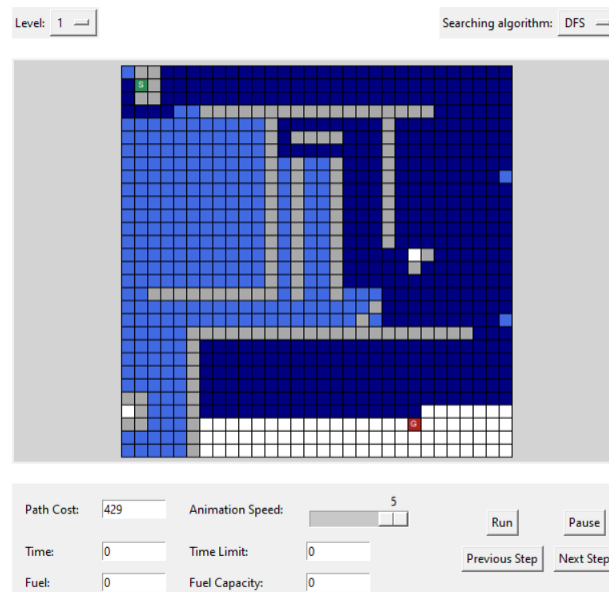 Level: 1 Searching algorithm: DFS
S
G
5
Path Cost: 429 Animation Speed: Run Pause
Time: 0 Time Limit: 0 Previous Step Next Step
Fuel: 0 Fuel Capacity: 0